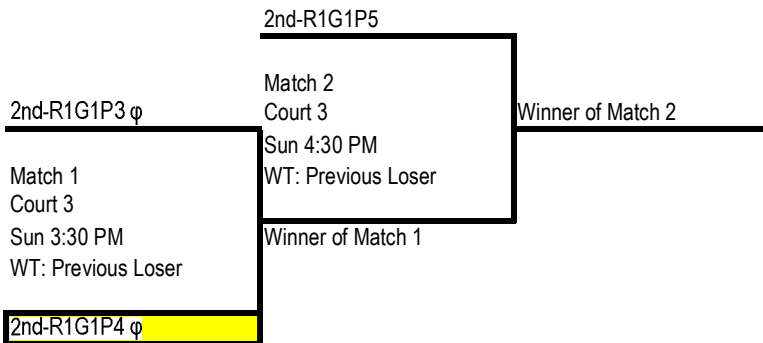 2nd-R1G1P5
Match 2
Court 3
Sun 4:30 PM
WT: Previous Loser
2nd-R1G1P3 φ
Winner of Match 2
Match 1
Court 3
Sun 3:30 PM
WT: Previous Loser
Winner of Match 1
2nd-R1G1P4 φ